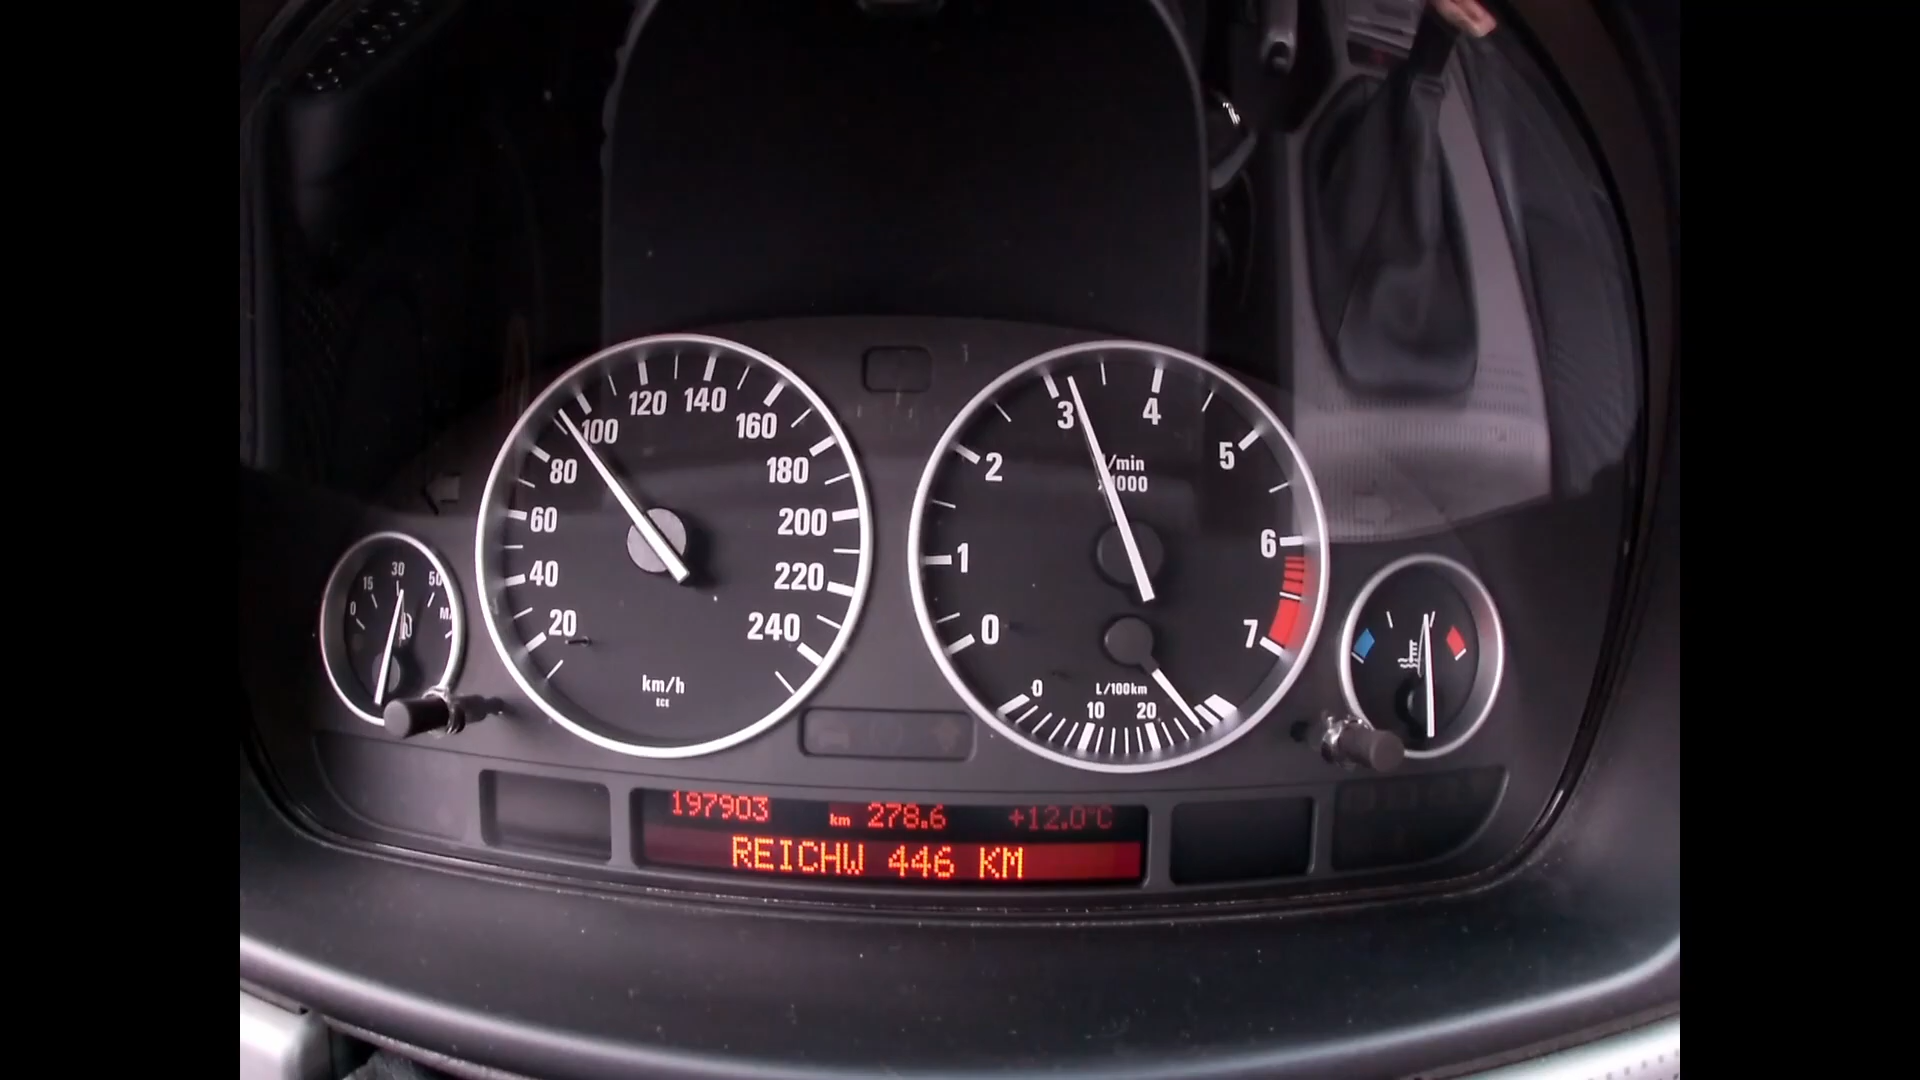 120 140
100 160
80 180
60 200
40 220
20 240
km/h
ECE
3 4
2 5
1/min
x1000
1 6
0 7
L/100km
0 10 20
0 15 30 50
197903 km 278.6 +12.0°C
REICHW 446 KM